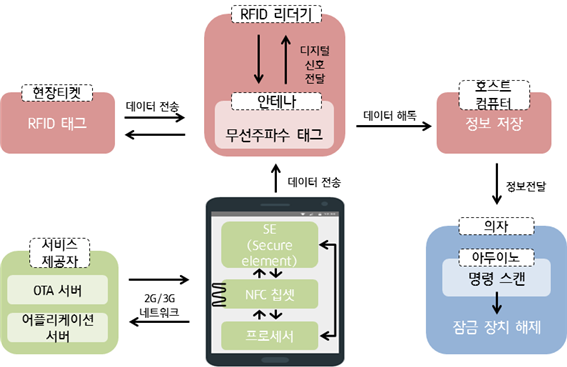 RFID 리더기
디지털
신호
전달
안테나
무선주파수 태그
현장티켓
RFID 태그
데이터 전송
데이터 해독
호스트
컴퓨터
정보 저장
데이터 전송
정보전달
SE
(Secure
element)
NFC 칩셋
프로세서
서비스
제공자
OTA 서버
어플리케이션
서버
2G/3G
네트워크
의자
아두이노
명령 스캔
잠금 장치 해제